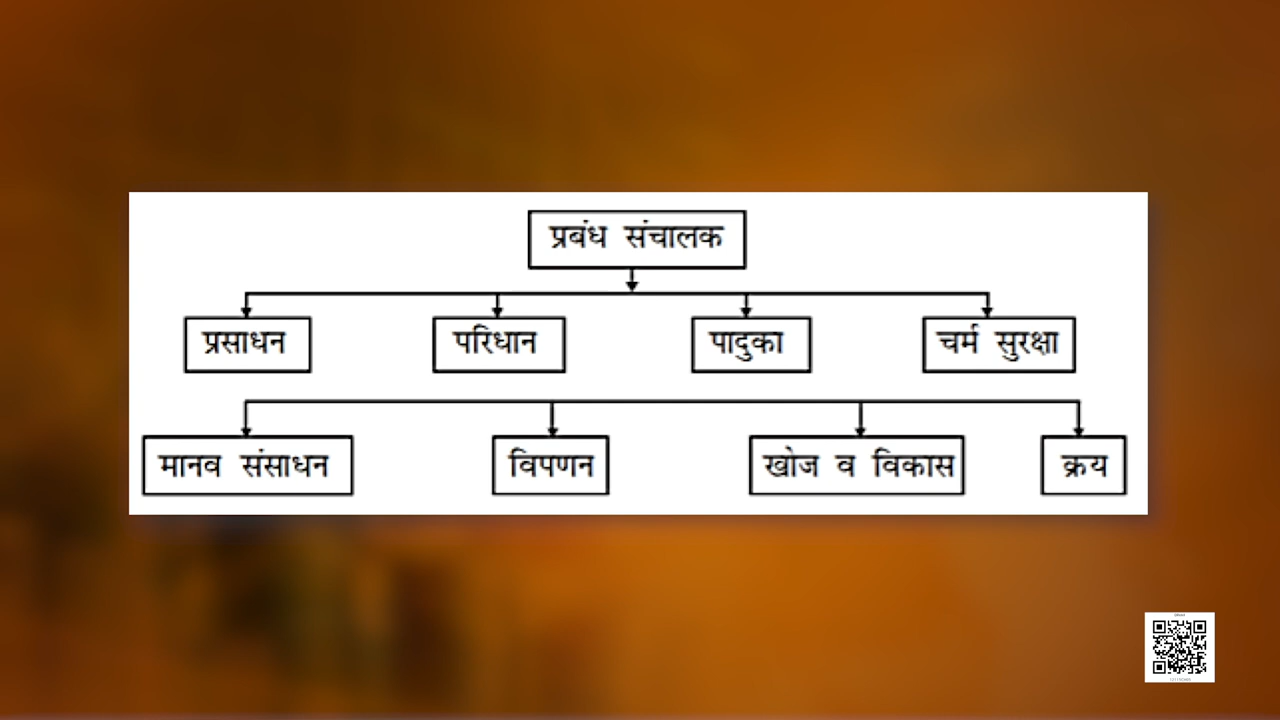 प्रबंध संचालक
प्रसाधन परिधान पादुका चर्म सुरक्षा
मानव संसाधन विपणन खोज व विकास क्रय